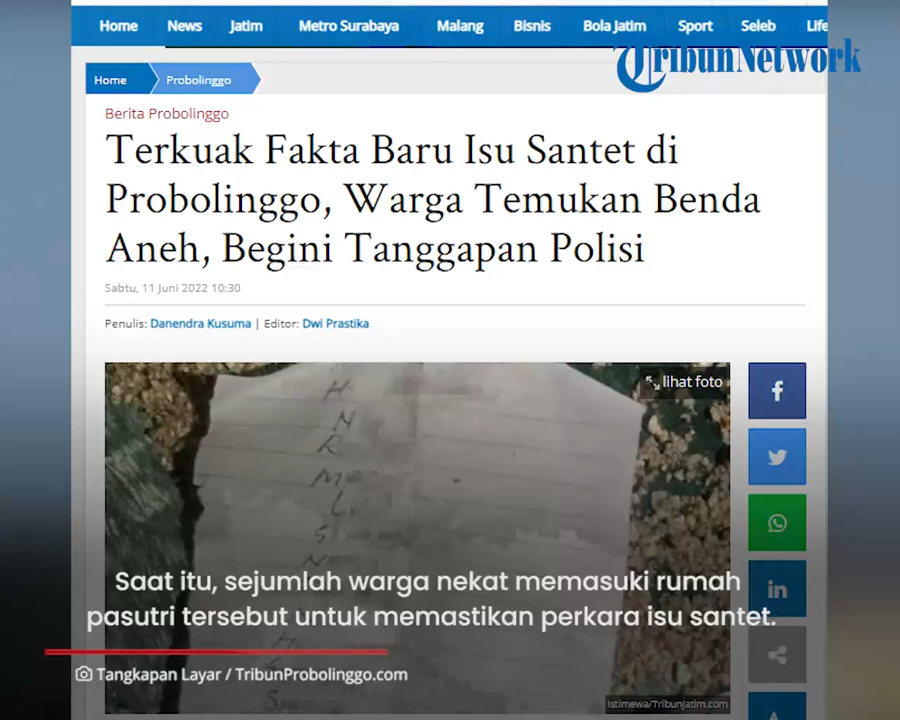 Home News Jatim Metro Surabaya Malang Bisnis Bola Jatim Sport Seleb Life
TribunNetwork
Home Probolinggo
Berita Probolinggo
Terkuak Fakta Baru Isu Santet di
Probolinggo, Warga Temukan Benda
Aneh, Begini Tanggapan Polisi
Sabtu, 11 Juni 2022 10:30
Penulis: Danendra Kusuma | Editor: Dwi Prastika
lihat foto
H
N
R
M
L
S
N
Saat itu, sejumlah warga nekat memasuki rumah
pasutri tersebut untuk memastikan perkara isu santet.
H
S
Tangkapan Layar / TribunProbolinggo.com
Istimewa/Tribunjatim.com